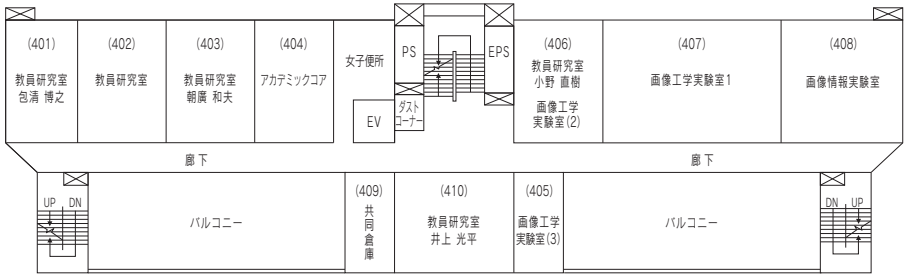 (401)
教員研究室
包清 博之
(402)
教員研究室
(403)
教員研究室
朝廣 和夫
(404)
アカデミックコア
女子便所
EV
PS
ダスト
コーナー
EPS
(406)
教員研究室
小野 直樹
画像工学
実験室(2)
(407)
画像工学実験室1
(408)
画像情報実験室
廊下
廊下
UP DN
バルコニー
(409)
共同倉庫
(410)
教員研究室
井上 光平
(405)
画像工学
実験室(3)
バルコニー
DN UP